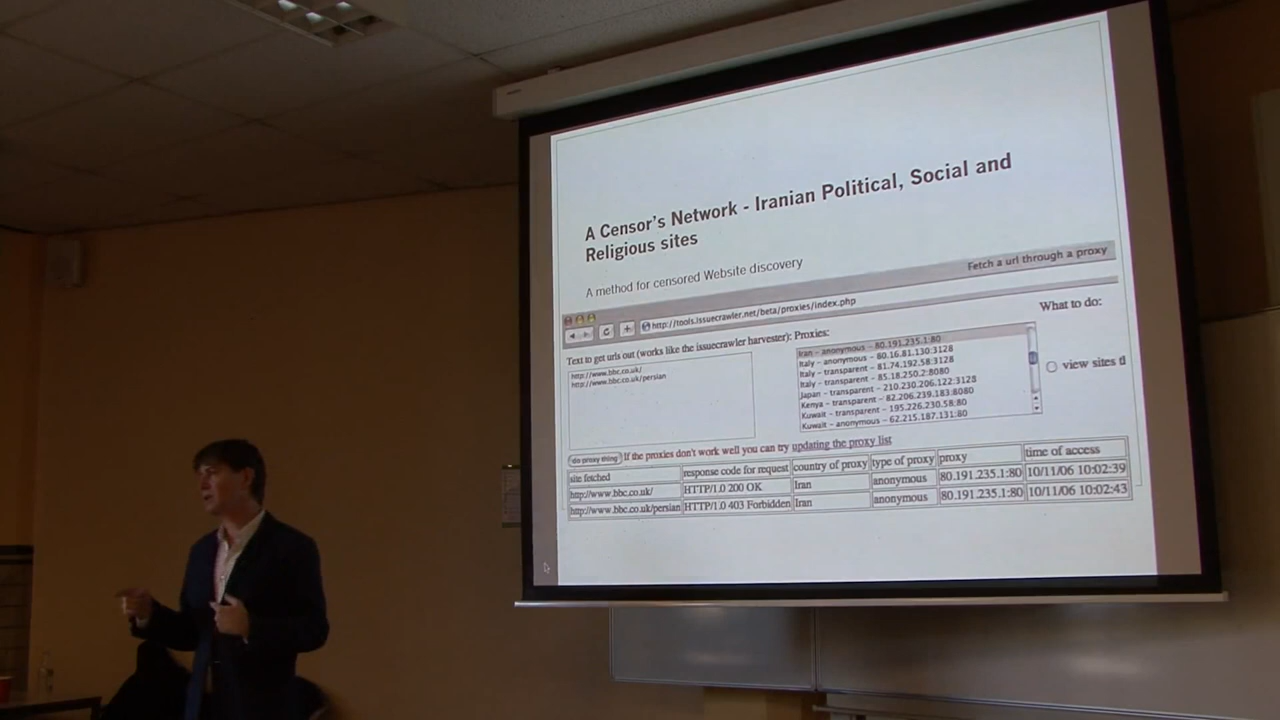 A Censor's Network - Iranian Political, Social and
Religious sites
A method for censored Website discovery
Fetch a url through a proxy
http://tools.issuecrawler.net/beta/proxies/index.php
What to do:
Text to get urls out (works like the issuecrawler harvester): Proxies:
http://www.bbc.co.uk/
http://www.bbc.co.uk/persian
Iran - anonymous - 80.191.235.1:80
Italy - anonymous - 80.16.81.130:3128
Italy - transparent - 81.74.192.58:3128
Italy - transparent - 85.18.250.2:8080
Japan - transparent - 210.230.206.122:3128
Kenya - transparent - 82.206.239.183:8080
Kuwait - transparent - 195.226.230.58:80
Kuwait - anonymous - 62.215.187.131:80
view sites tl
do proxy thing If the proxies don't work well you can try updating the proxy list
site fetched response code for request country of proxy type of proxy proxy time of access
http://www.bbc.co.uk/ HTTP/1.0 200 OK Iran anonymous 80.191.235.1:80 10/11/06 10:02:39
http://www.bbc.co.uk/persian HTTP/1.0 403 Forbidden Iran anonymous 80.191.235.1:80 10/11/06 10:02:43